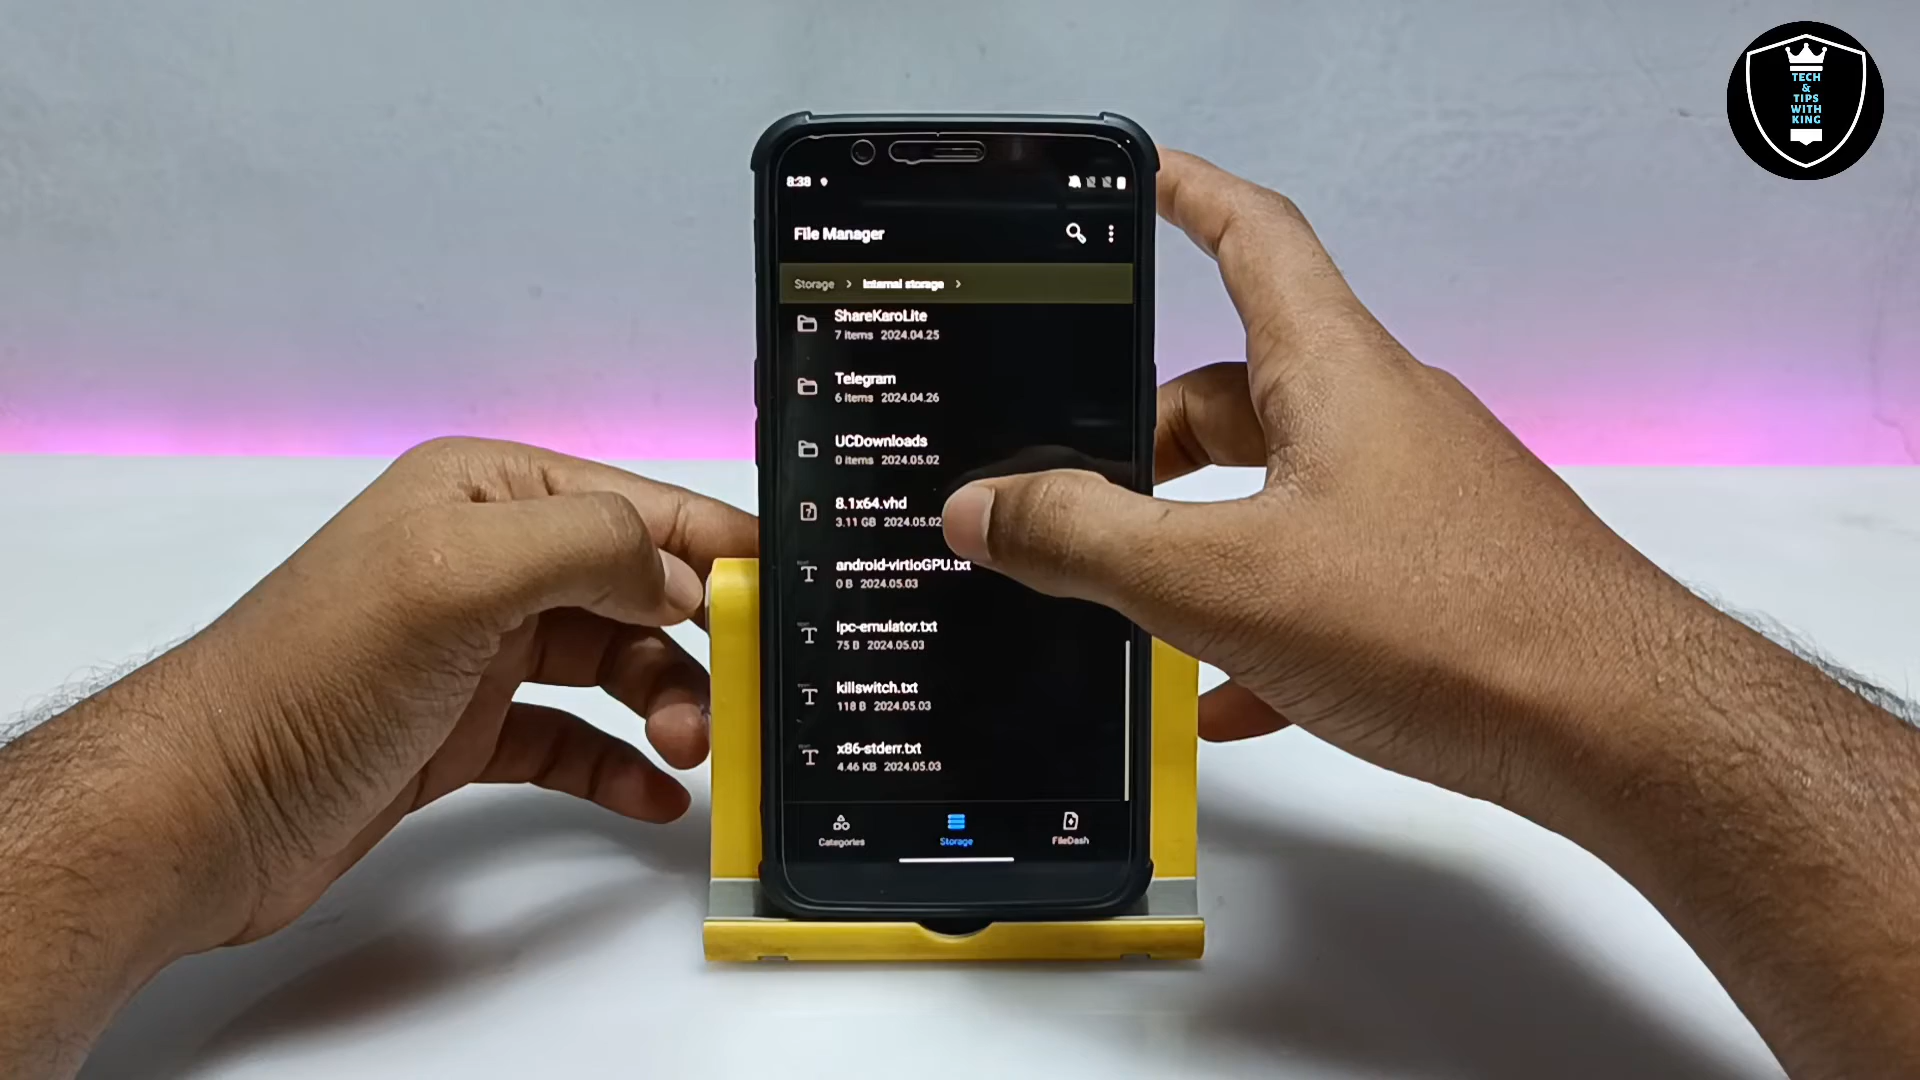 TECH
&
TIPS
WITH
KING
8:38
File Manager
Storage > Internal storage >
ShareKaroLite
7 items 2024.04.25
Telegram
6 items 2024.04.26
UCDownloads
0 items 2024.05.02
8.1x64.vhd
3.11 GB 2024.05.02
android-virtioGPU.txt
0 B 2024.05.03
ipc-emulator.txt
75 B 2024.05.03
killswitch.txt
118 B 2024.05.03
x86-stderr.txt
4.46 KB 2024.05.03
Categories
Storage
FileDash